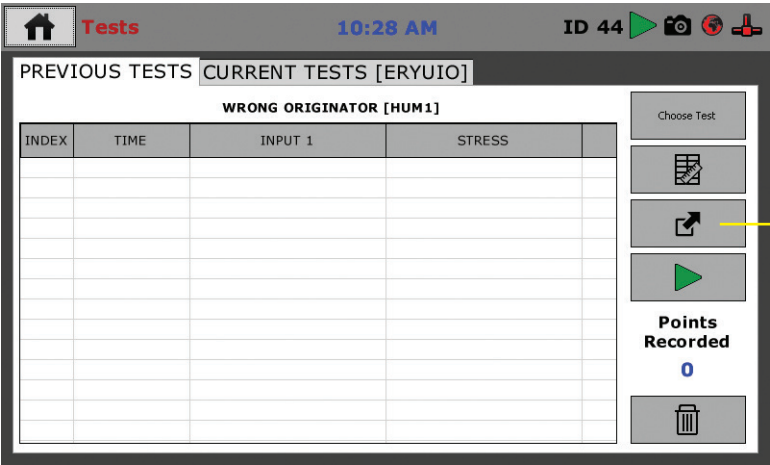 Tests 10:28 AM ID 44
PREVIOUS TESTS CURRENT TESTS [ERYUIO]
WRONG ORIGINATOR [HUM1]
INDEX TIME INPUT 1 STRESS
Choose Test
Points
Recorded
0